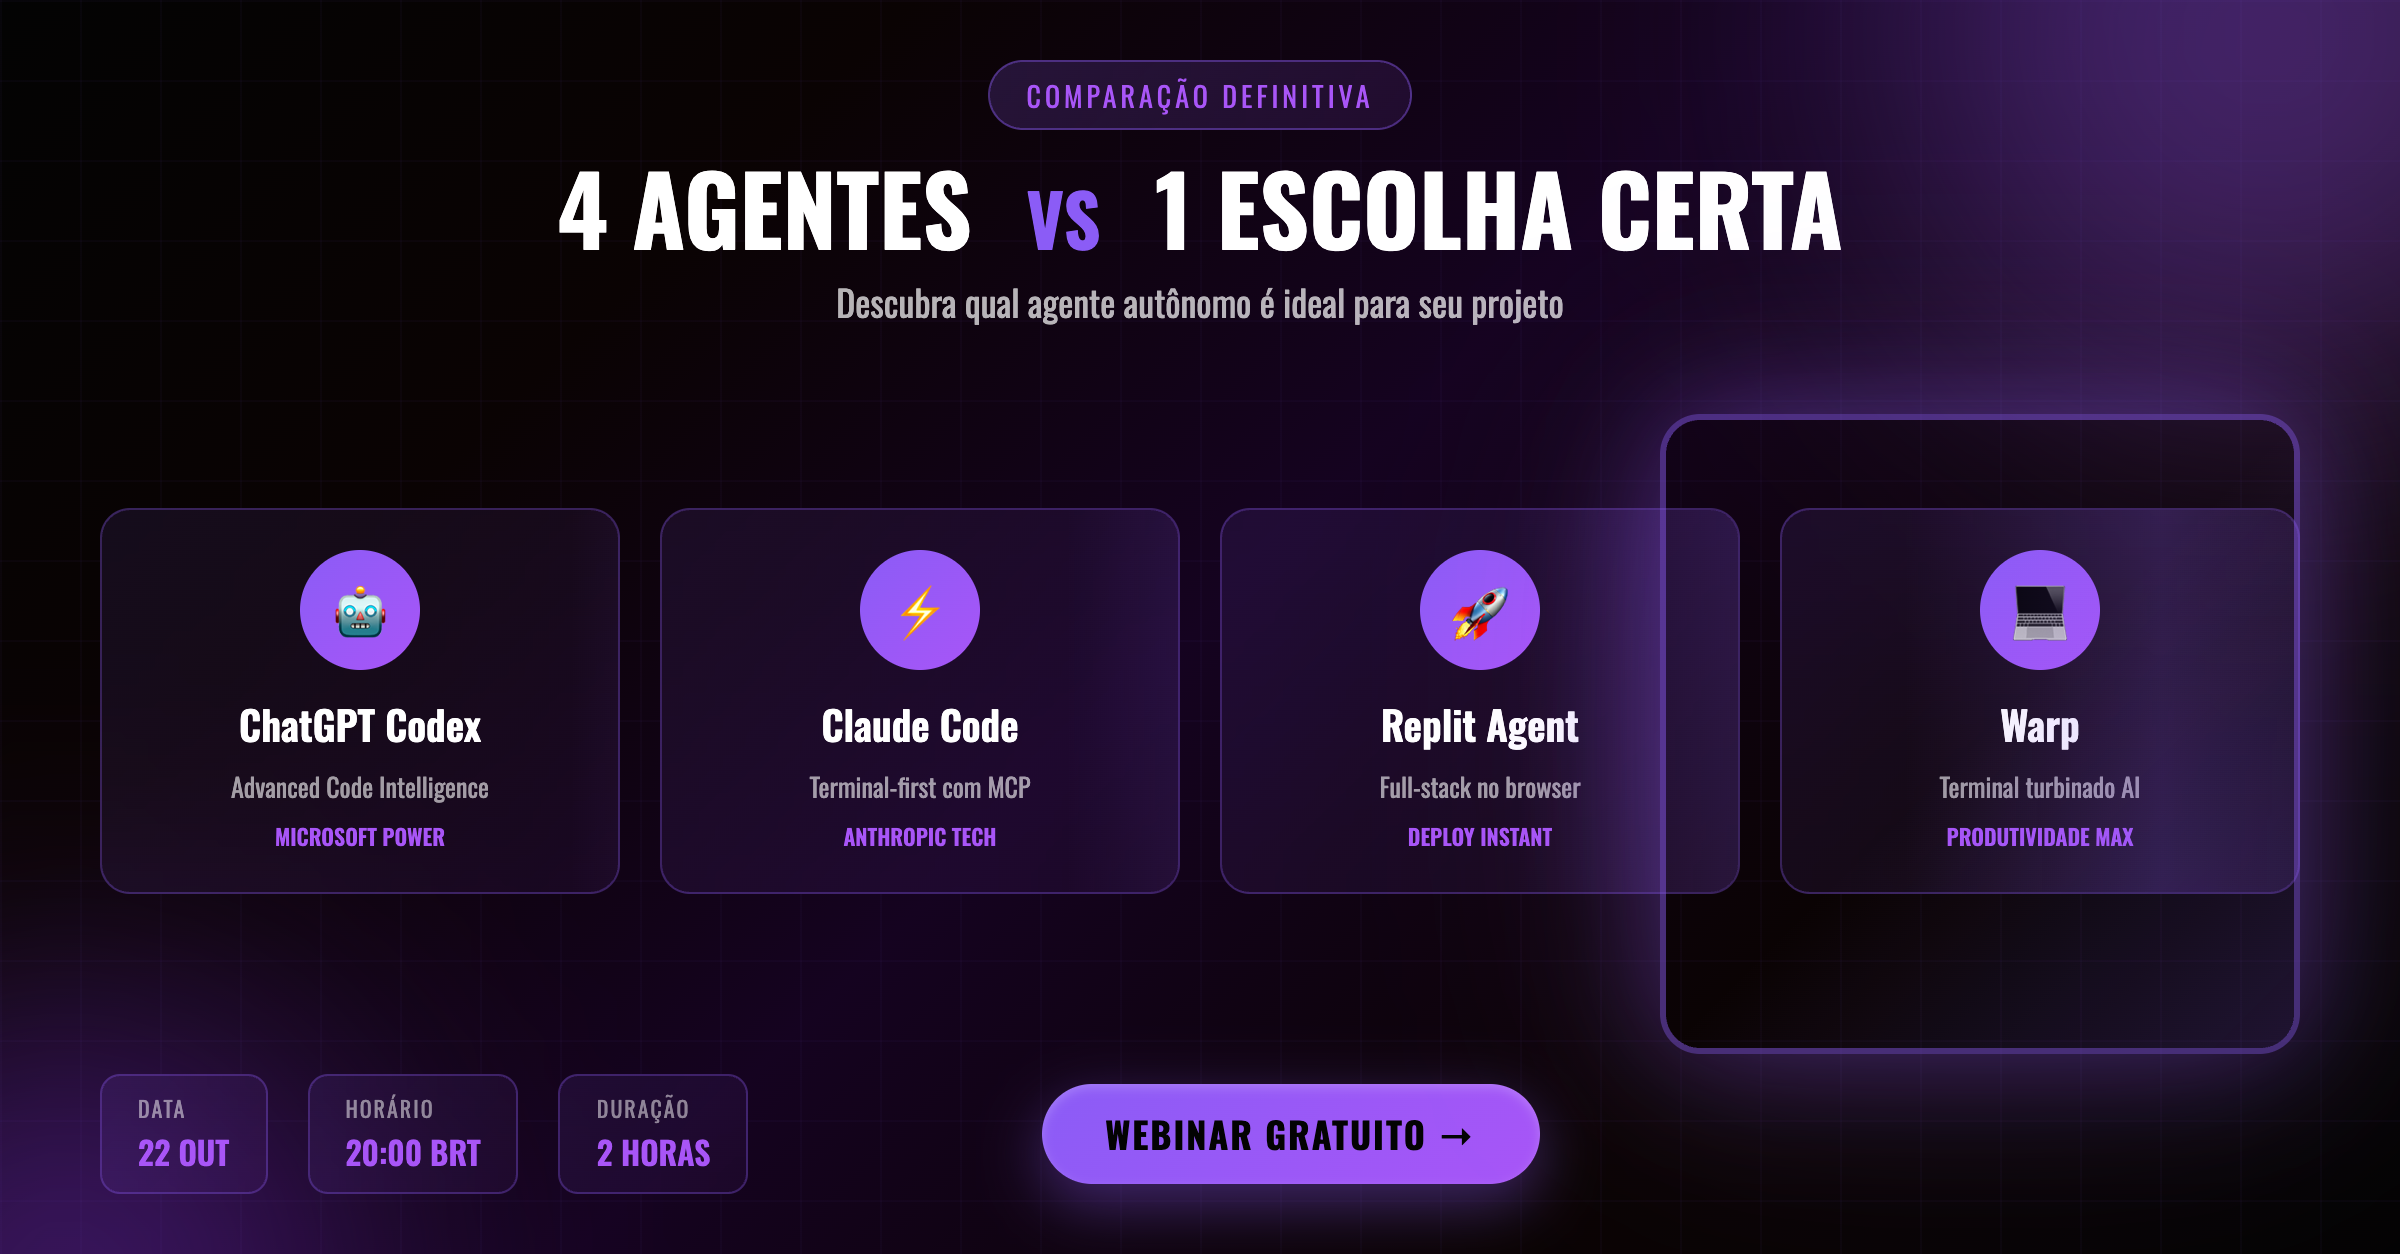 COMPARAÇÃO DEFINITIVA
4 AGENTES VS 1 ESCOLHA CERTA
Descubra qual agente autônomo é ideal para seu projeto
ChatGPT Codex
Advanced Code Intelligence
MICROSOFT POWER
Claude Code
Terminal-first com MCP
ANTHROPIC TECH
Replit Agent
Full-stack no browser
DEPLOY INSTANT
Warp
Terminal turbinado AI
PRODUTIVIDADE MAX
DATA
22 OUT
HORÁRIO
20:00 BRT
DURAÇÃO
2 HORAS
WEBINAR GRATUITO →